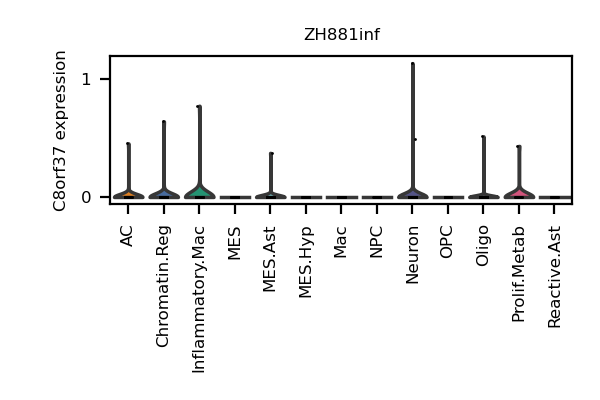 ZH881inf
C8orf37 expression
1
0
AC
Chromatin.Reg
Inflammatory.Mac
MES
MES.Ast
MES.Hyp
Mac
NPC
Neuron
OPC
Oligo
Prolif.Metab
Reactive.Ast